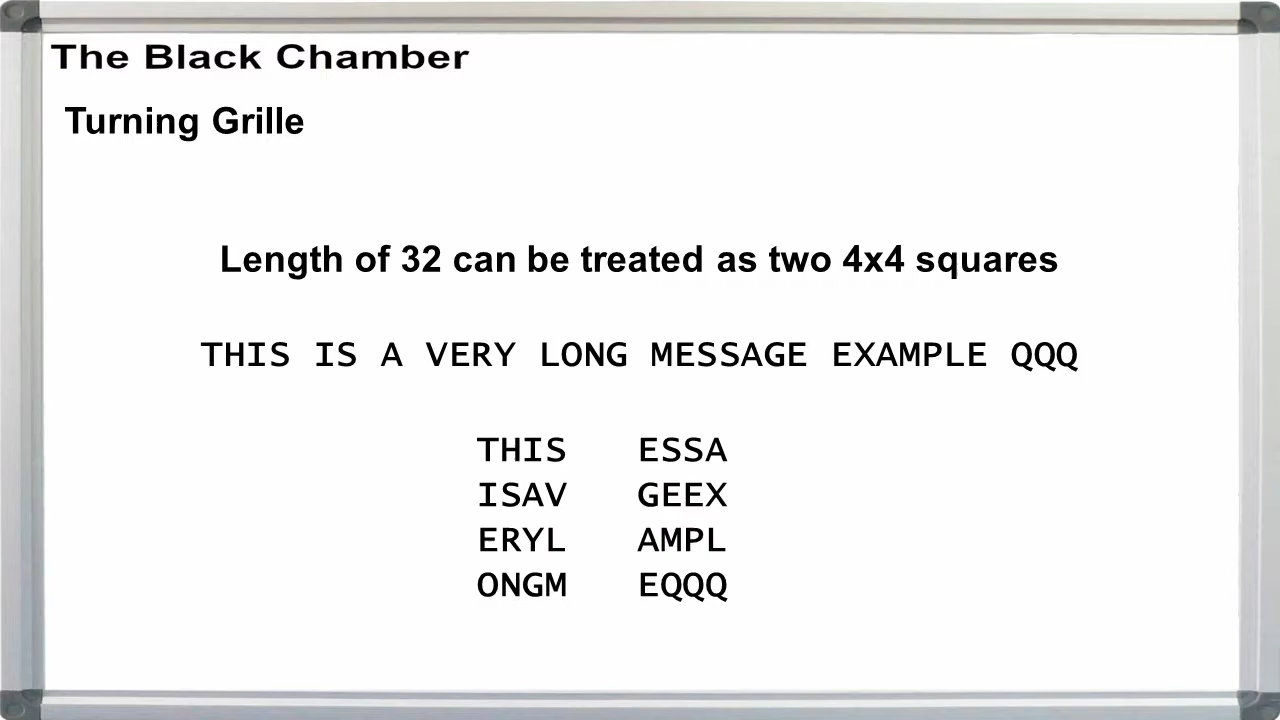 The Black Chamber
Turning Grille
Length of 32 can be treated as two 4x4 squares
THIS IS A VERY LONG MESSAGE EXAMPLE QQQ
THIS ESSA
ISAV GEEX
ERYL AMPL
ONGM EQQQ